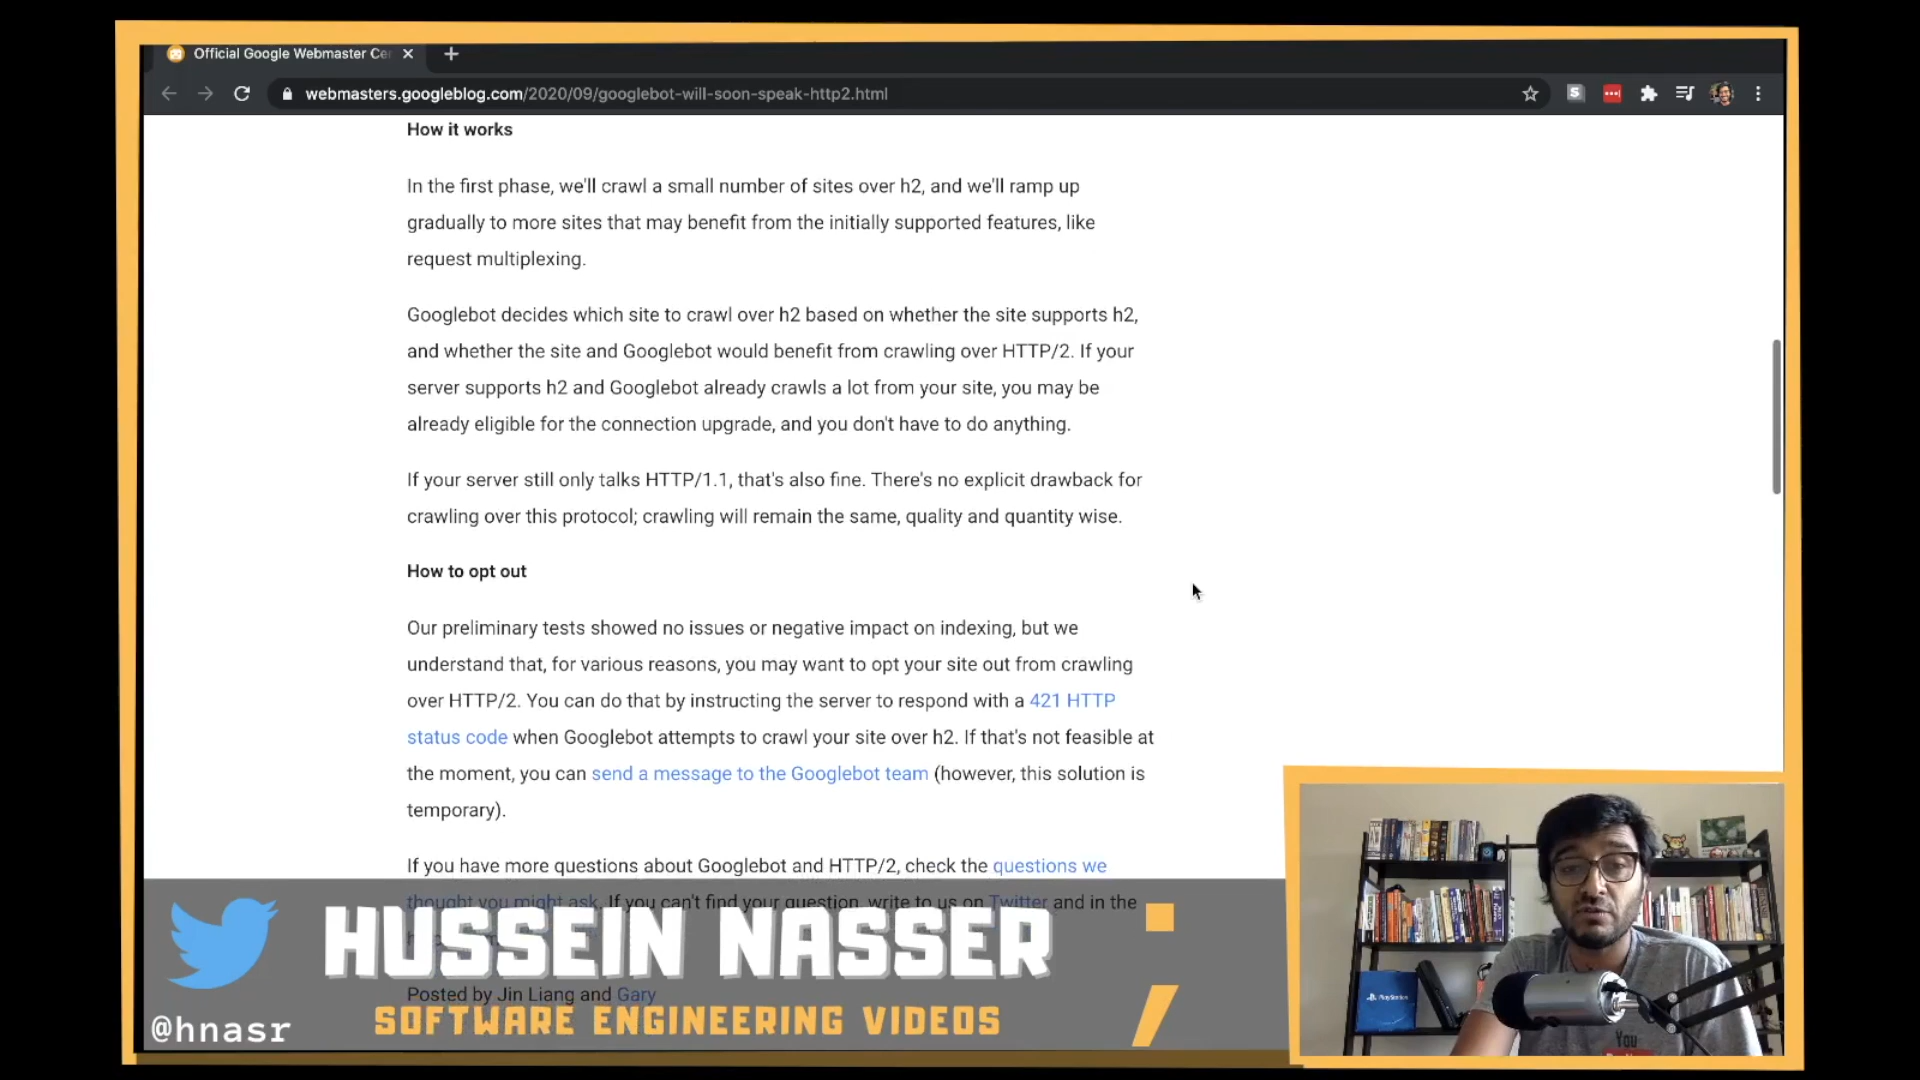 Official Google Webmaster Ce
webmasters.googleblog.com/2020/09/googlebot-will-soon-speak-http2.html
How it works
In the first phase, we'll crawl a small number of sites over h2, and we'll ramp up
gradually to more sites that may benefit from the initially supported features, like
request multiplexing.
Googlebot decides which site to crawl over h2 based on whether the site supports h2,
and whether the site and Googlebot would benefit from crawling over HTTP/2. If your
server supports h2 and Googlebot already crawls a lot from your site, you may be
already eligible for the connection upgrade, and you don't have to do anything.
If your server still only talks HTTP/1.1, that's also fine. There's no explicit drawback for
crawling over this protocol; crawling will remain the same, quality and quantity wise.
How to opt out
Our preliminary tests showed no issues or negative impact on indexing, but we
understand that, for various reasons, you may want to opt your site out from crawling
over HTTP/2. You can do that by instructing the server to respond with a 421 HTTP
status code when Googlebot attempts to crawl your site over h2. If that's not feasible at
the moment, you can send a message to the Googlebot team (however, this solution is
temporary).
If you have more questions about Googlebot and HTTP/2, check the questions we
thought you might ask. If you can't find your question, write to us on Twitter and in the
HUSSEIN NASSER ;
Posted by Jin Liang and Gary
SOFTWARE ENGINEERING VIDEOS
@hnasr
PlayStation
You